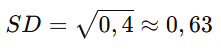 SD = √0,4 ≈ 0,63